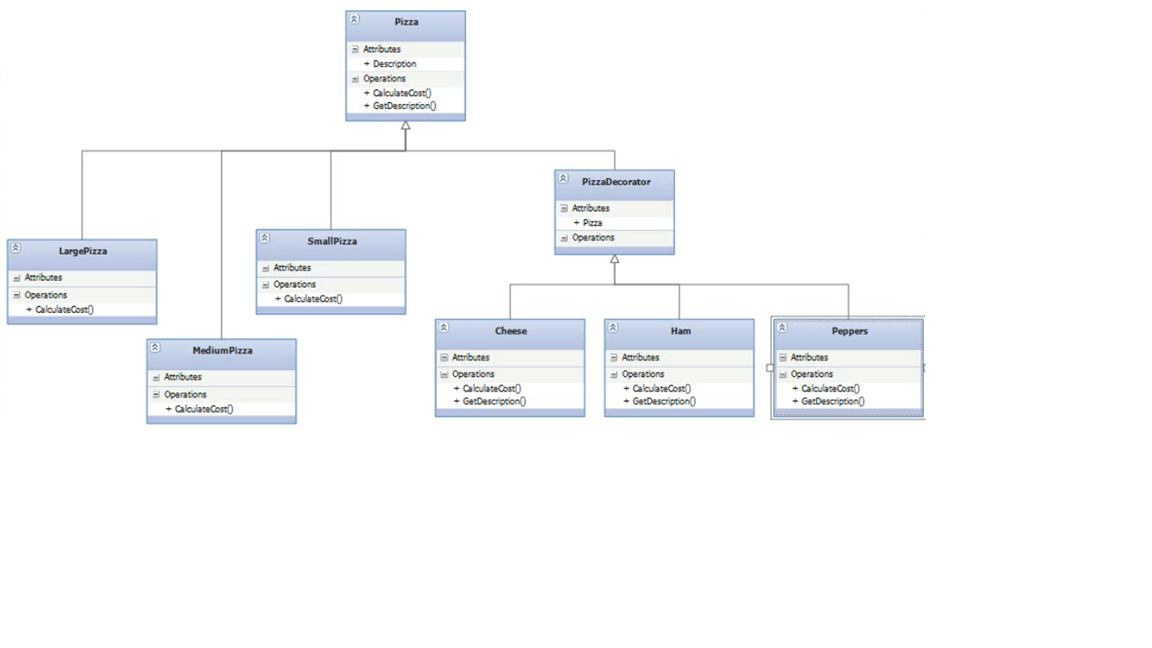 Pizza
Attributes
+ Description
Operations
+ CalculateCost()
+ GetDescription()
PizzaDecorator
Attributes
+ Pizza
Operations
LargePizza
Attributes
Operations
+ CalculateCost()
SmallPizza
Attributes
Operations
+ CalculateCost()
MediumPizza
Attributes
Operations
+ CalculateCost()
Cheese
Attributes
Operations
+ CalculateCost()
+ GetDescription()
Ham
Attributes
Operations
+ CalculateCost()
+ GetDescription()
Peppers
Attributes
Operations
+ CalculateCost()
+ GetDescription()